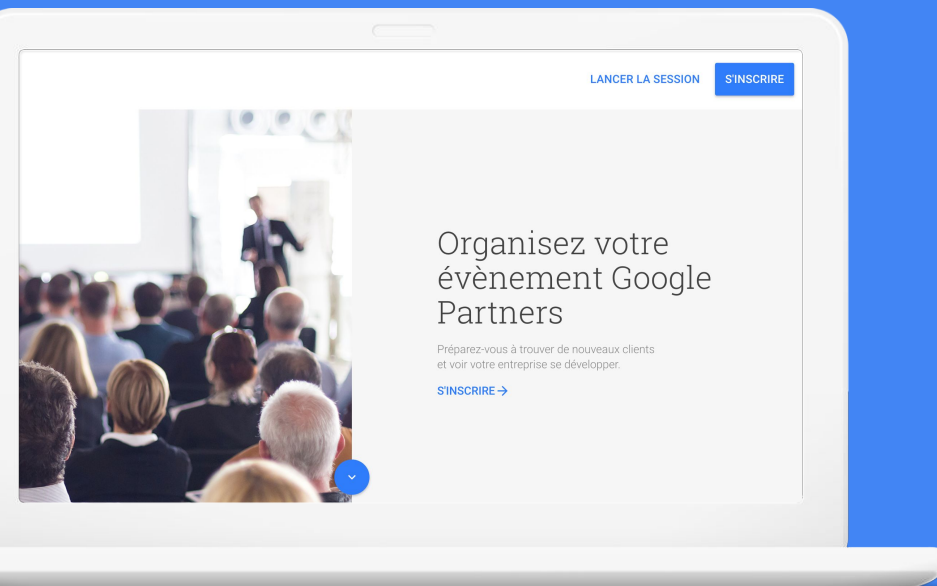 LANCER LA SESSION
S'INSCRIRE
Organisez votre
évènement Google
Partners
Préparez-vous à trouver de nouveaux clients
et voir votre entreprise se développer.
S'INSCRIRE